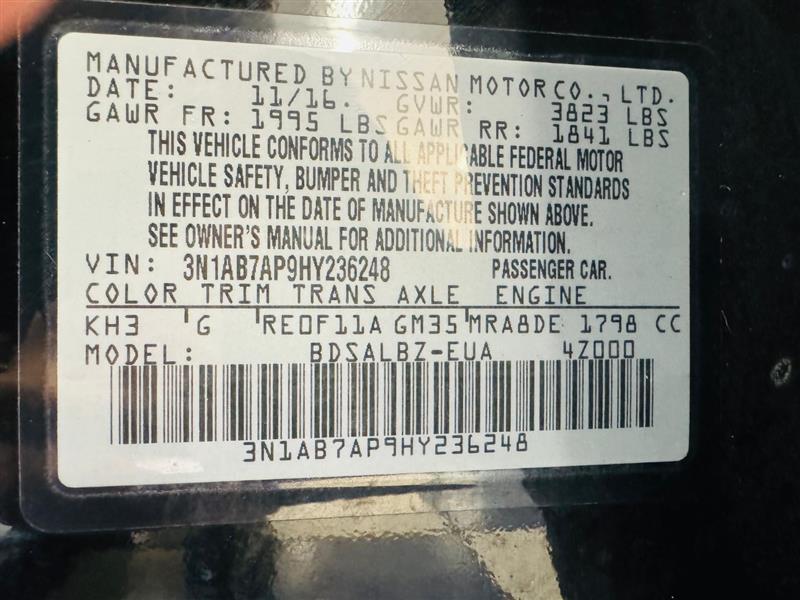 MANUFACTURED BY NISSAN MOTOR CO., LTD.
DATE: 11/16. GVWR: 3823 LBS
GAWR FR: 1995 LBS GAWR RR: 1841 LBS
THIS VEHICLE CONFORMS TO ALL APPLICABLE FEDERAL MOTOR
VEHICLE SAFETY, BUMPER AND THEFT PREVENTION STANDARDS
IN EFFECT ON THE DATE OF MANUFACTURE SHOWN ABOVE.
SEE OWNER'S MANUAL FOR ADDITIONAL INFORMATION.
VIN: 3N1AB7AP9HY236248 PASSENGER CAR.
COLOR TRIM TRANS AXLE ENGINE
KH3 G RE0F11A GM35 MRA8DE 1798 CC
MODEL: BDSALBZ-EUA 4Z000
3N1AB7AP9HY236248